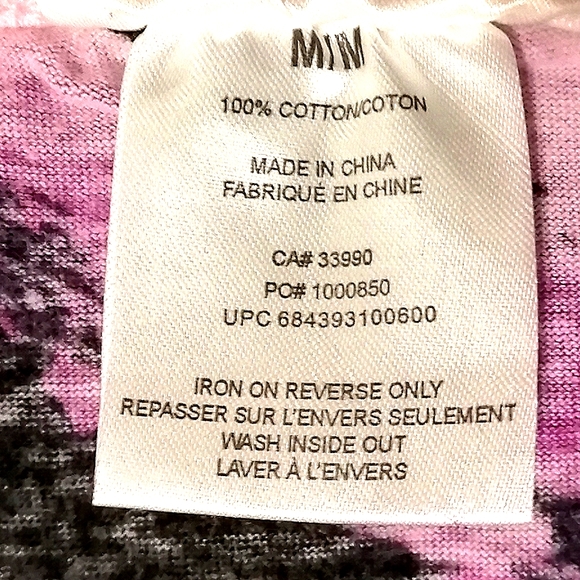 M/M
100% COTTON/COTON
MADE IN CHINA
FABRIQUÉ EN CHINE
CA# 33990
PO# 1000850
UPC 684393100600
IRON ON REVERSE ONLY
REPASSER SUR L'ENVERS SEULEMENT
WASH INSIDE OUT
LAVER À L'ENVERS